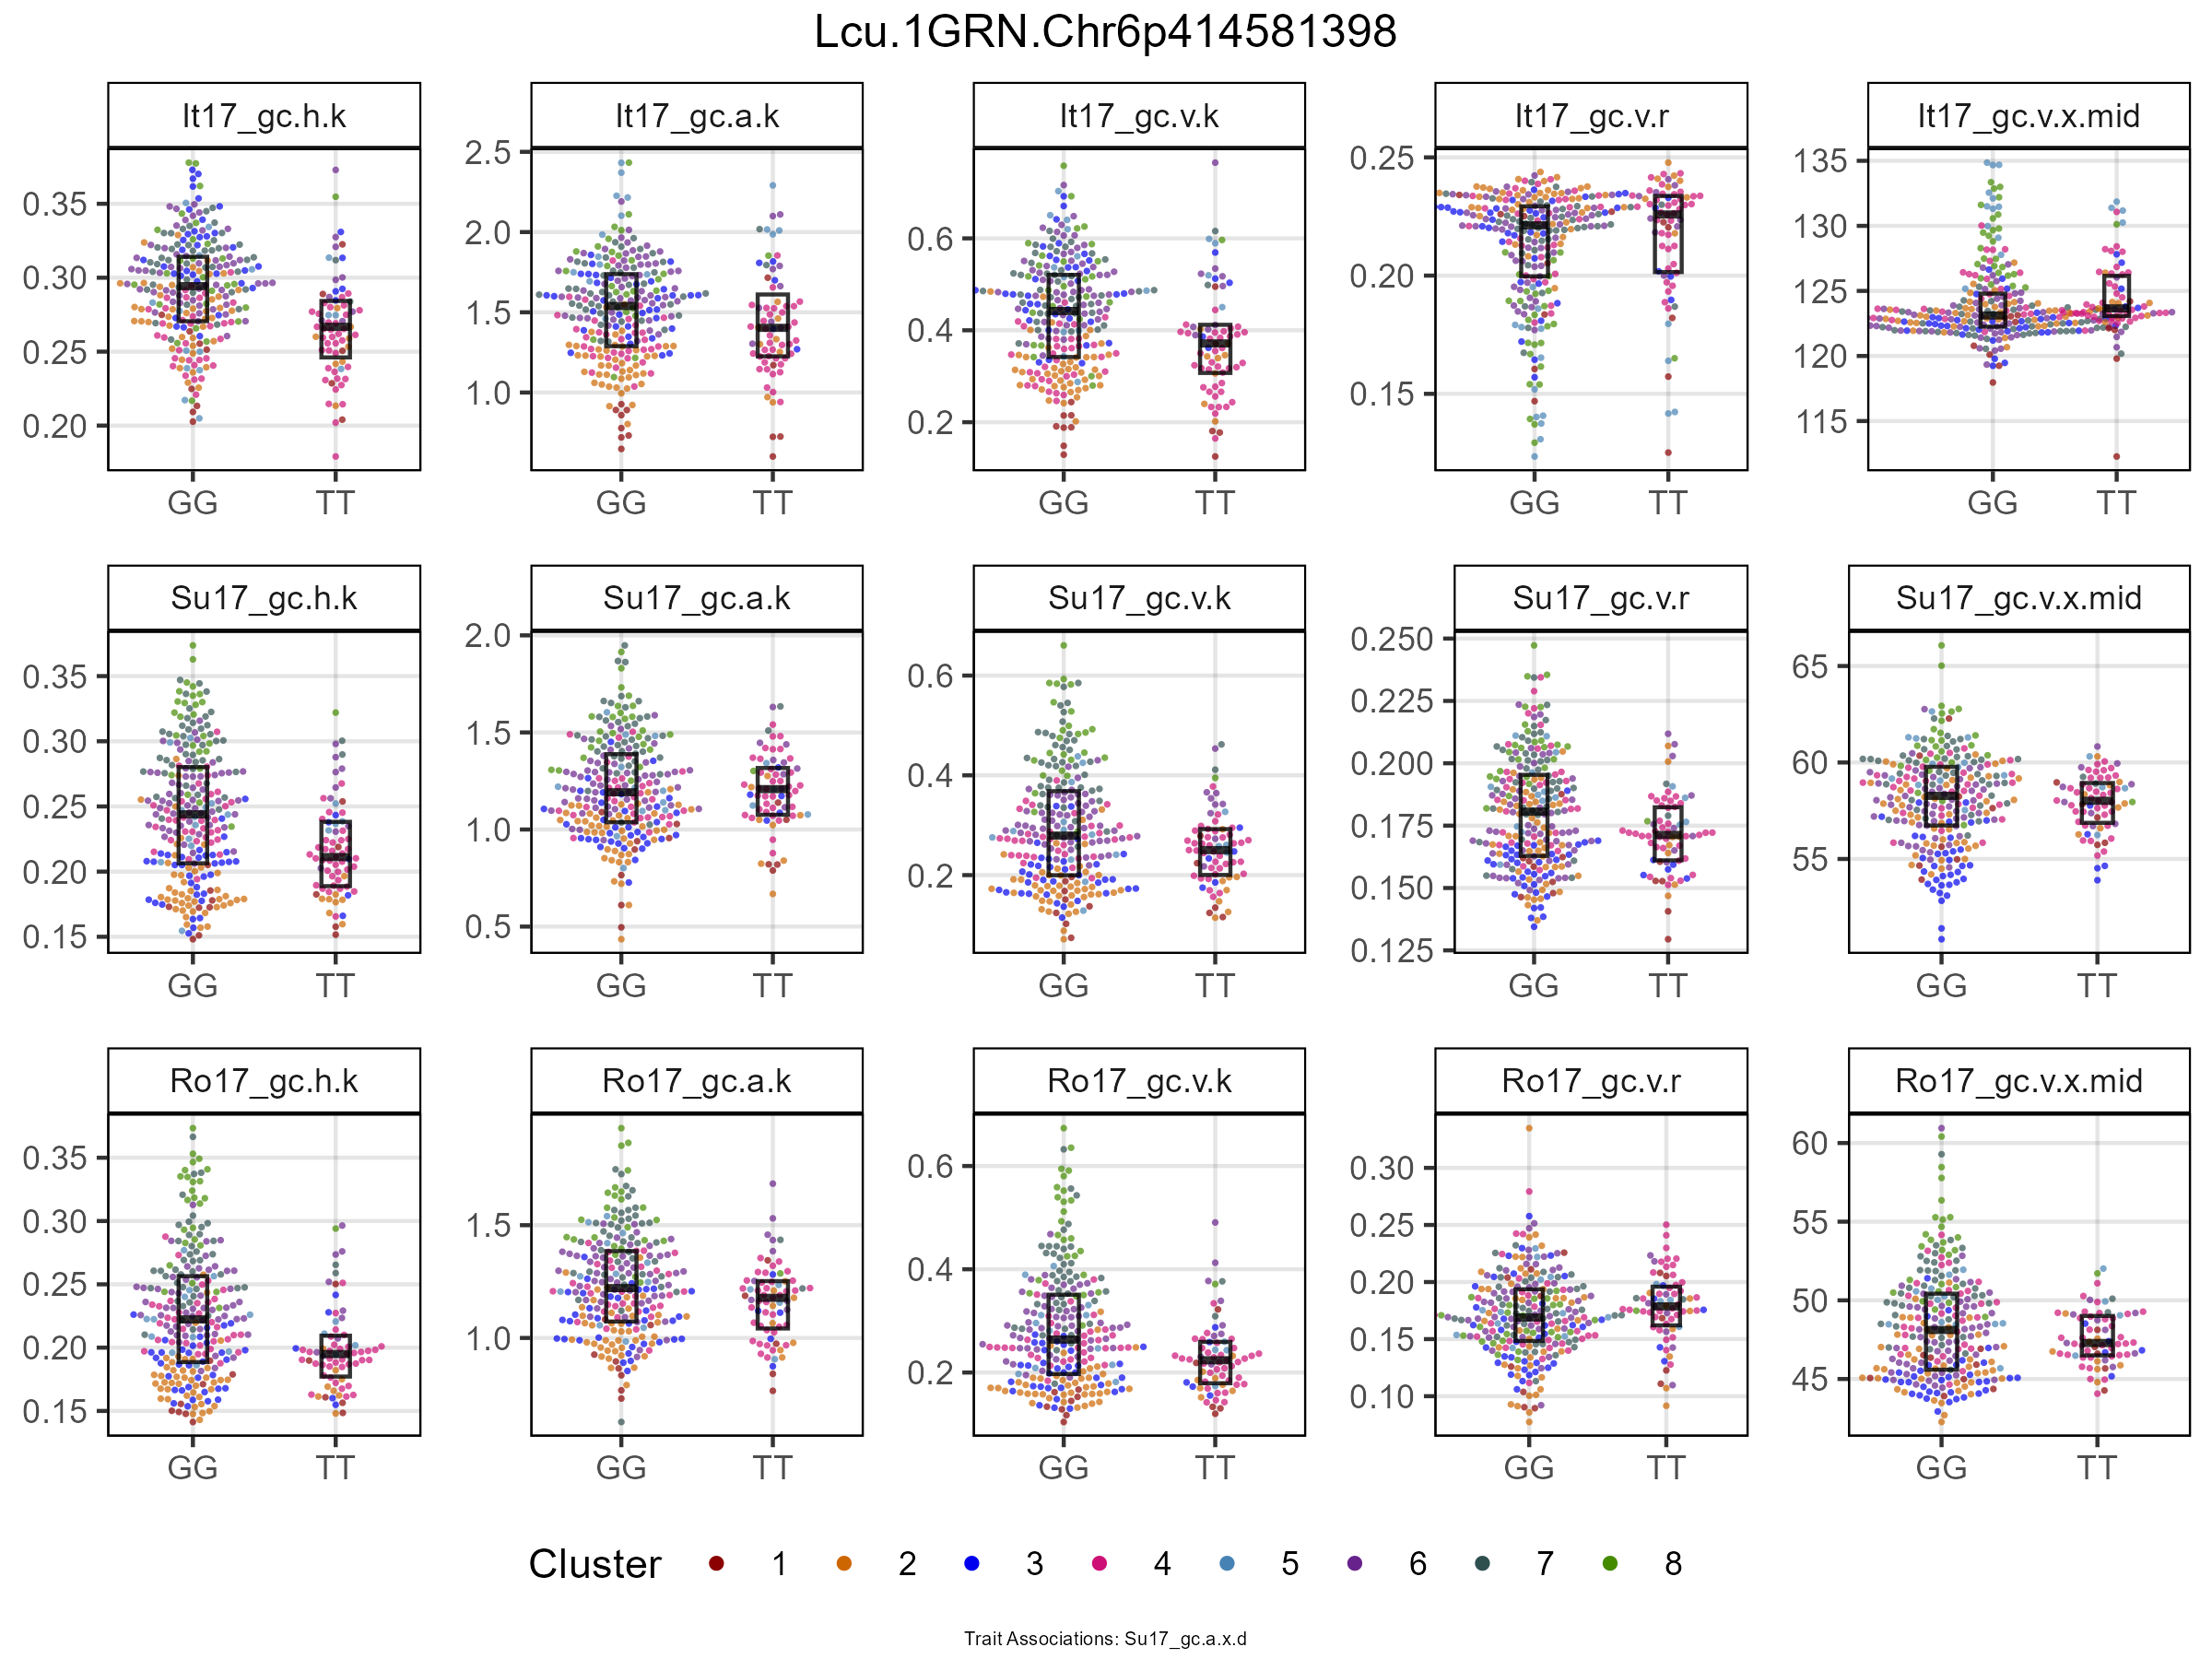 Lcu.1GRN.Chr6p414581398
It17_gc.h.k
It17_gc.a.k
It17_gc.v.k
It17_gc.v.r
It17_gc.v.x.mid
0.35
0.30
0.25
0.20
GG TT
2.5
2.0
1.5
1.0
GG TT
0.6
0.4
0.2
GG TT
0.25
0.20
0.15
GG TT
135
130
125
120
115
GG TT
Su17_gc.h.k
Su17_gc.a.k
Su17_gc.v.k
Su17_gc.v.r
Su17_gc.v.x.mid
0.35
0.30
0.25
0.20
0.15
GG TT
2.0
1.5
1.0
0.5
GG TT
0.6
0.4
0.2
GG TT
0.250
0.225
0.200
0.175
0.150
0.125
GG TT
65
60
55
GG TT
Ro17_gc.h.k
Ro17_gc.a.k
Ro17_gc.v.k
Ro17_gc.v.r
Ro17_gc.v.x.mid
0.35
0.30
0.25
0.20
0.15
GG TT
1.5
1.0
GG TT
0.6
0.4
0.2
GG TT
0.30
0.25
0.20
0.15
0.10
GG TT
60
55
50
45
GG TT
Cluster 1 2 3 4 5 6 7 8
Trait Associations: Su17_gc.a.x.d